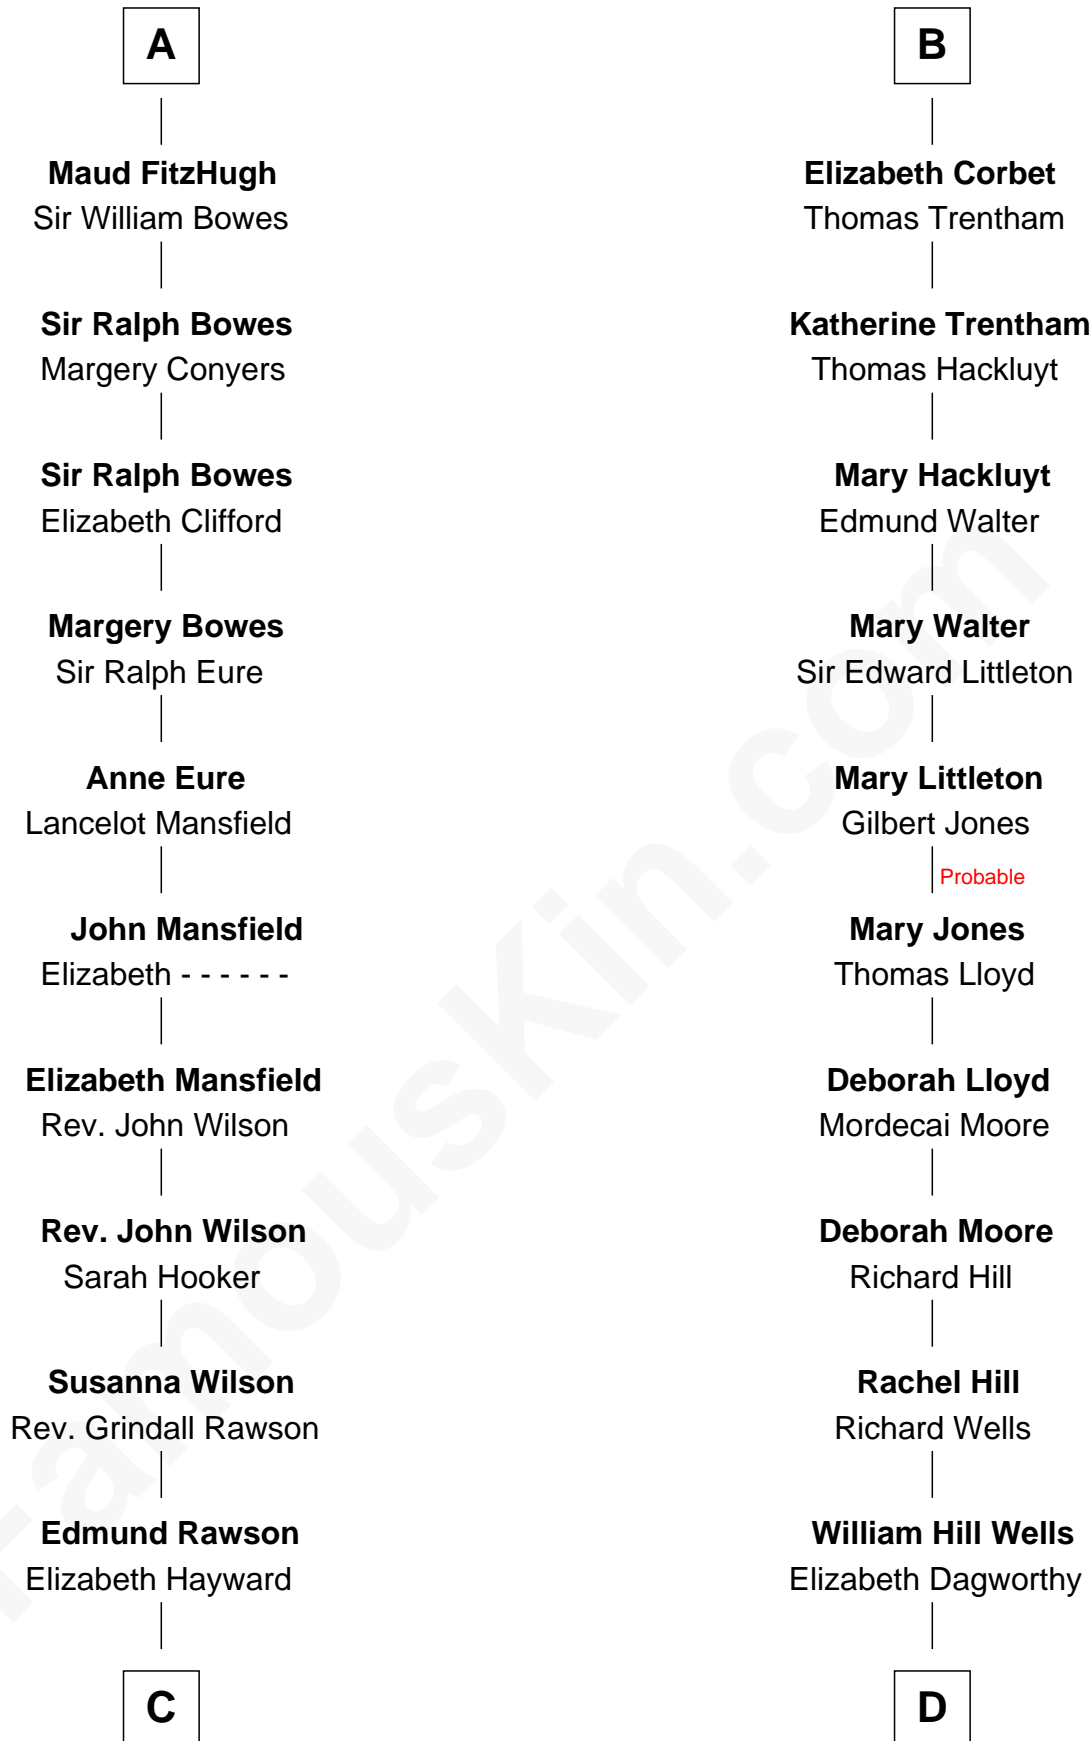 A
Maud FitzHugh
Sir William Bowes
Sir Ralph Bowes
Margery Conyers
Sir Ralph Bowes
Elizabeth Clifford
Margery Bowes
Sir Ralph Eure
Anne Eure
Lancelot Mansfield
John Mansfield
Elizabeth - - - - - -
Elizabeth Mansfield
Rev. John Wilson
Rev. John Wilson
Sarah Hooker
Susanna Wilson
Rev. Grindall Rawson
Edmund Rawson
Elizabeth Hayward
C
B
Elizabeth Corbet
Thomas Trentham
Katherine Trentham
Thomas Hackluyt
Mary Hackluyt
Edmund Walter
Mary Walter
Sir Edward Littleton
Mary Littleton
Gilbert Jones
Probable
Mary Jones
Thomas Lloyd
Deborah Lloyd
Mordecai Moore
Deborah Moore
Richard Hill
Rachel Hill
Richard Wells
William Hill Wells
Elizabeth Dagworthy
D
FamousKin.com